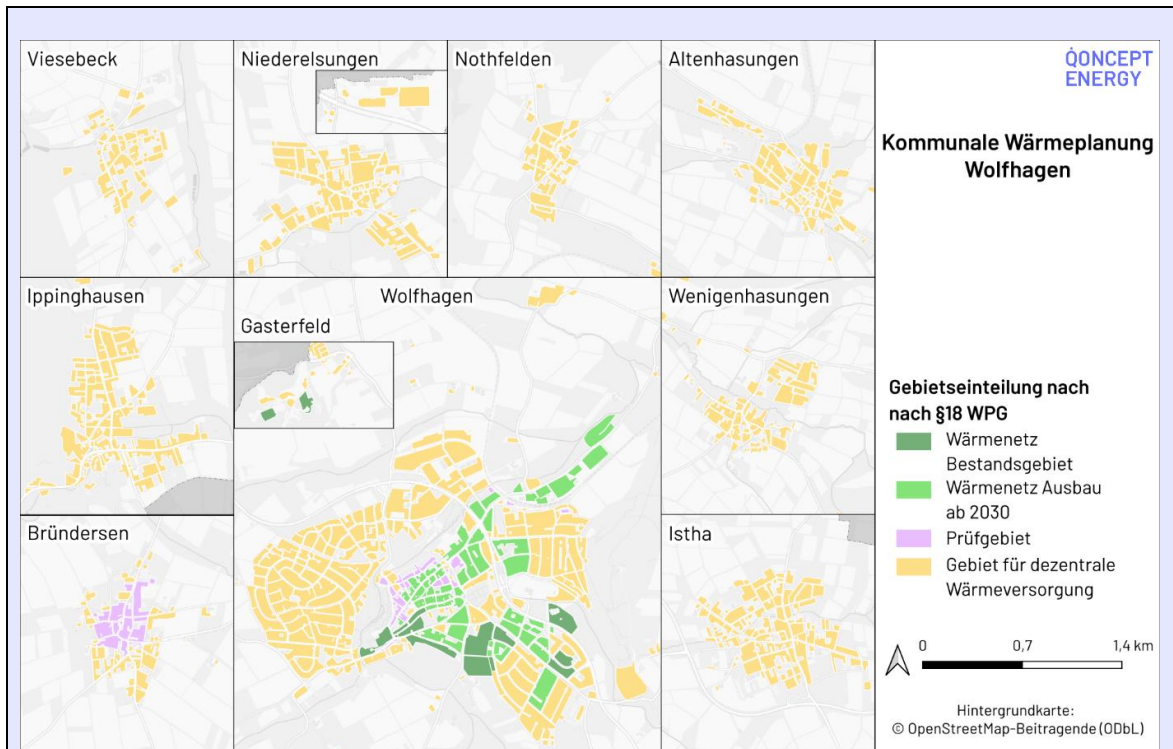 Viesebeck
Niederelsungen
Nothfelden
Altenhasungen
QONCEPT
ENERGY
Kommunale Wärmeplanung
Wolfhagen
Ippinghausen
Wolfhagen
Gasterfeld
Wenigenhasungen
Bründersen
Istha
Gebietseinteilung nach
nach §18 WPG
Wärmenetz
Bestandsgebiet
Wärmenetz Ausbau
ab 2030
Prüfgebiet
Gebiet für dezentrale
Wärmeversorgung
0 0,7 1,4 km
Hintergrundkarte:
© OpenStreetMap-Beitragende (ODbL)